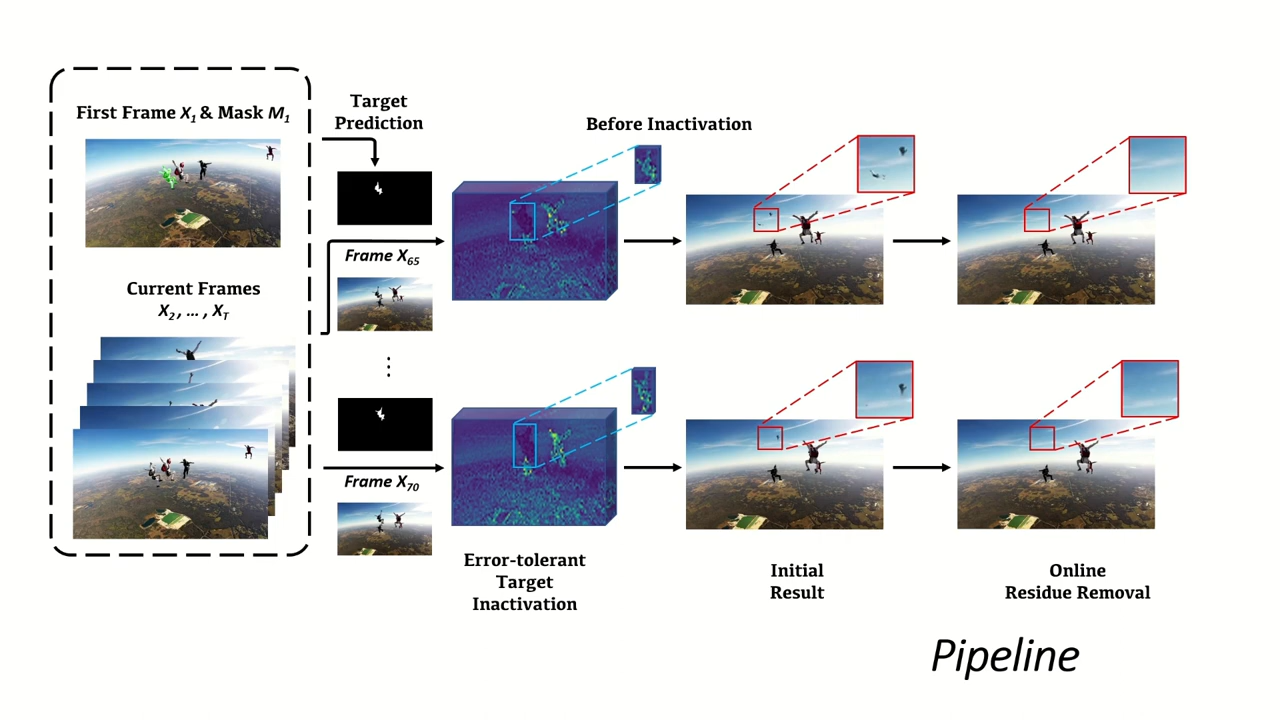 First Frame X1 & Mask M1
Target
Prediction
Before Inactivation
Frame X65
Current Frames
X2 , ... , XT
Frame X70
Error-tolerant
Target
Inactivation
Initial
Result
Online
Residue Removal
Pipeline